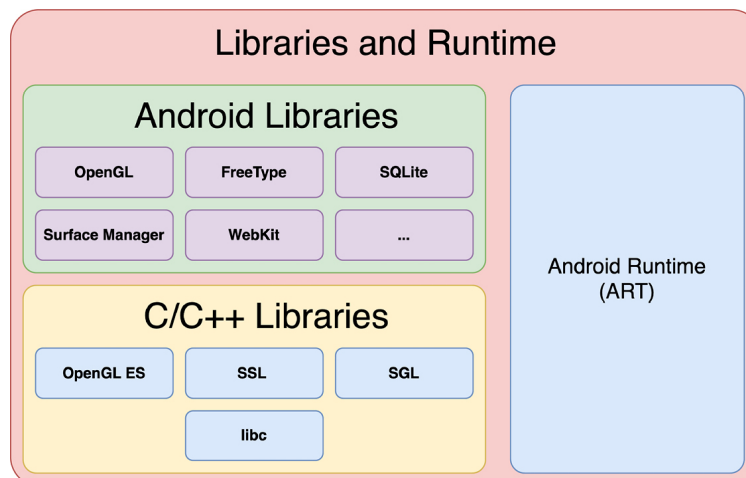 Libraries and Runtime
Android Libraries
OpenGL
FreeType
SQLite
Surface Manager
WebKit
...
C/C++ Libraries
OpenGL ES
SSL
SGL
libc
Android Runtime
(ART)